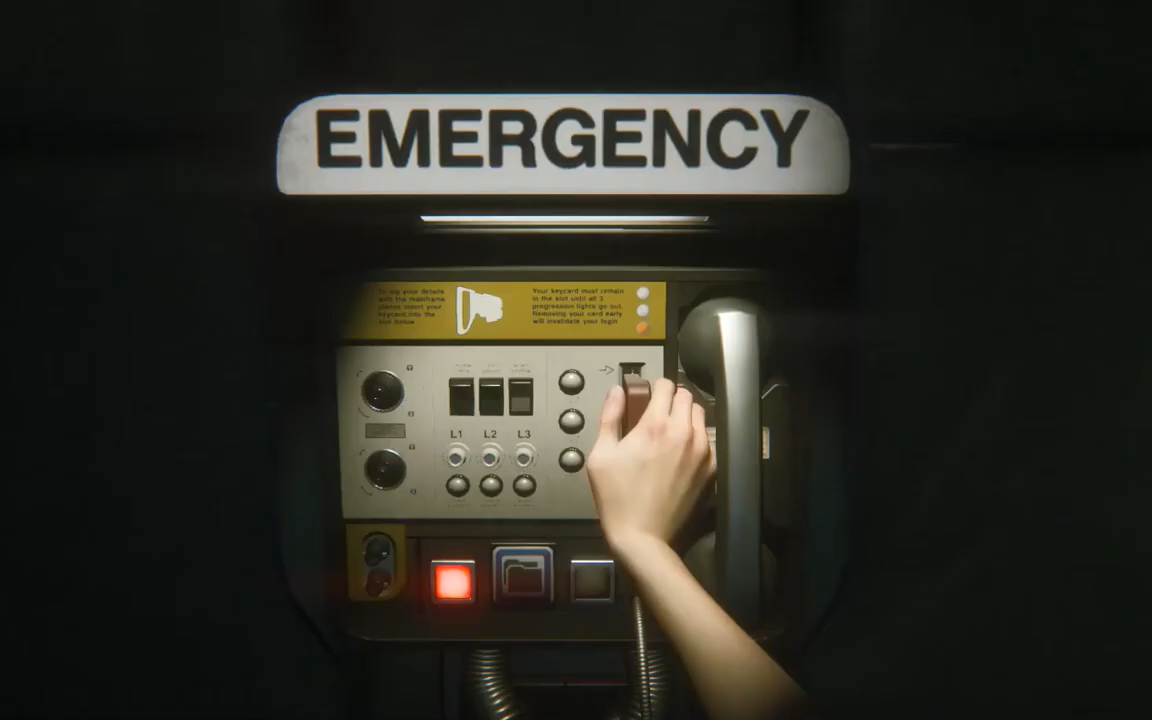 EMERGENCY
To log your details
with the mainframe
please insert your
keycard into the
slot below
Your keycard must remain
in the slot until all 3
progression lights go out.
Removing your card early
will invalidate your login
L1 L2 L3